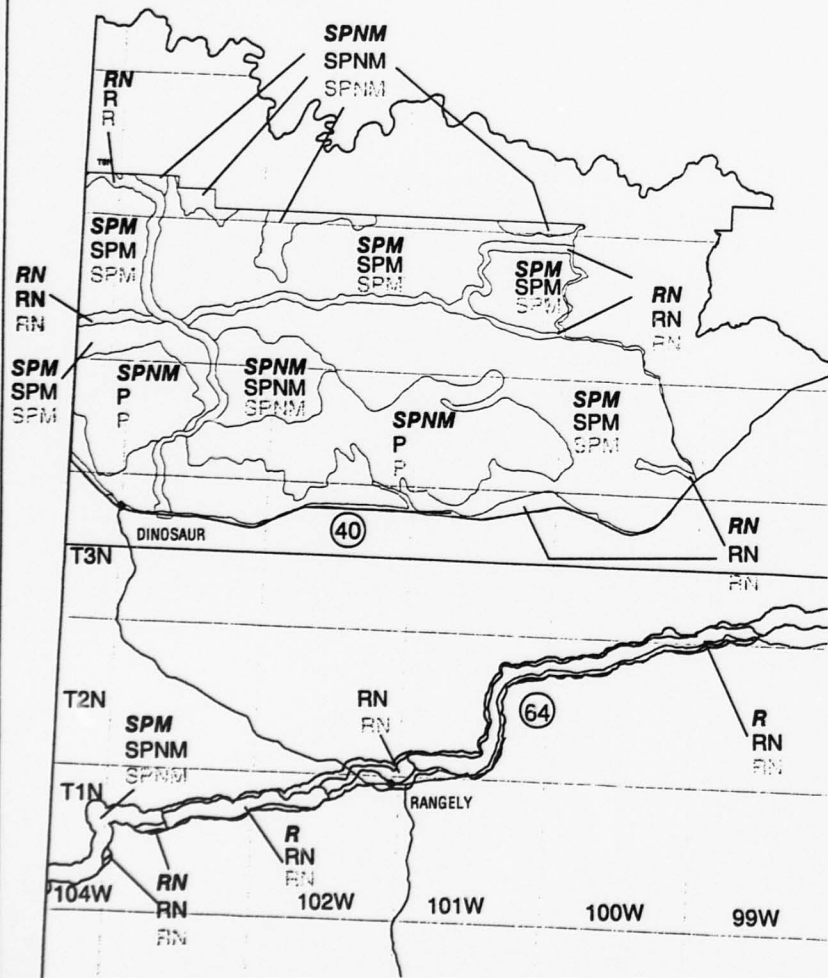 SPNM
SPNM
SPNM
RN
R
R
SPM
SPM
SPM
SPM
SPM
SPM
SPM
SPM
SPM
RN
RN
RN
RN
RN
RN
SPM
SPM
SPM
SPNM
P
P
SPNM
SPNM
SPNM
SPNM
P
P
SPM
SPM
SPM
DINOSAUR
40
RN
RN
RN
T3N
T2N
RN
RN
64
R
RN
RN
SPM
SPNM
SPNM
T1N
RANGELY
R
RN
RN
RN
RN
RN
104W
102W
101W
100W
99W